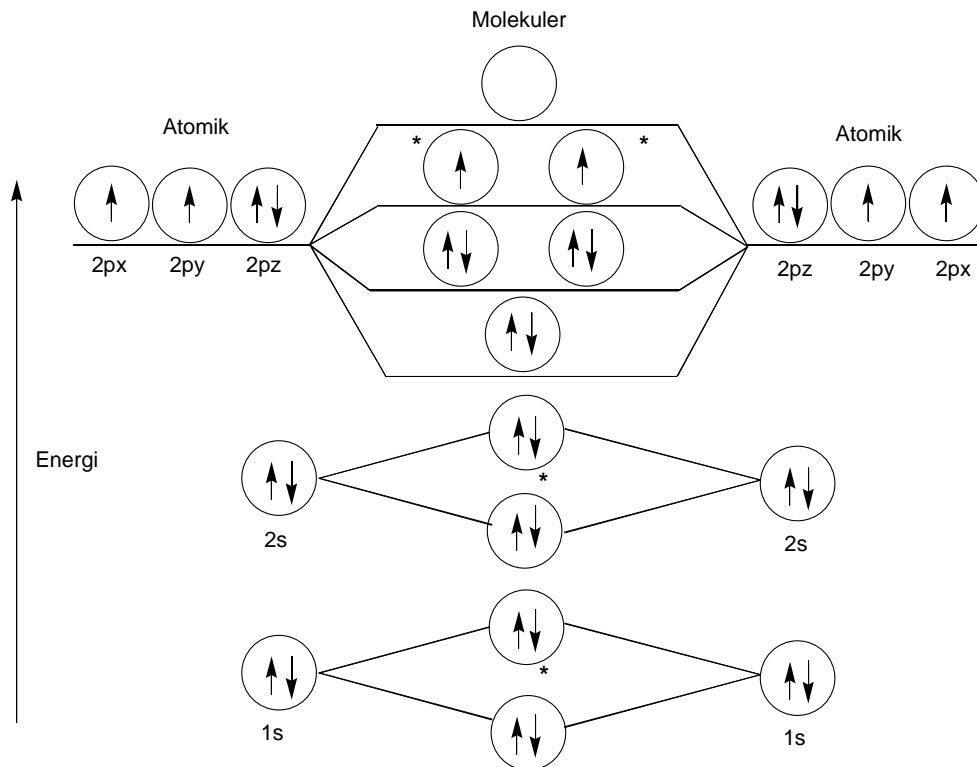 Molekuler
Atomik
Atomik
*
*
2px 2py 2pz
2pz 2py 2px
Energi
*
2s
2s
*
1s
1s